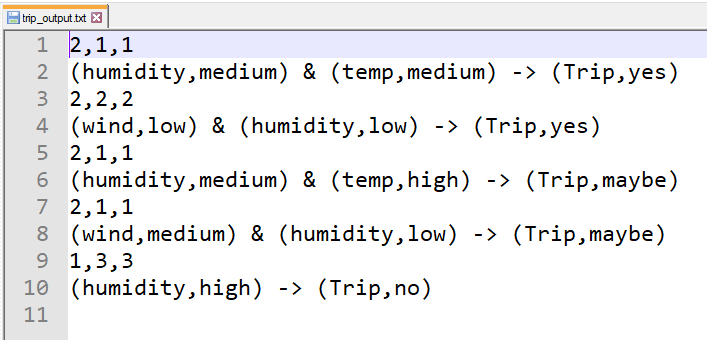 trip_output.txt
1 2,1,1
2 (humidity,medium) & (temp,medium) -> (Trip,yes)
3 2,2,2
4 (wind,low) & (humidity,low) -> (Trip,yes)
5 2,1,1
6 (humidity,medium) & (temp,high) -> (Trip,maybe)
7 2,1,1
8 (wind,medium) & (humidity,low) -> (Trip,maybe)
9 1,3,3
10 (humidity,high) -> (Trip,no)
11